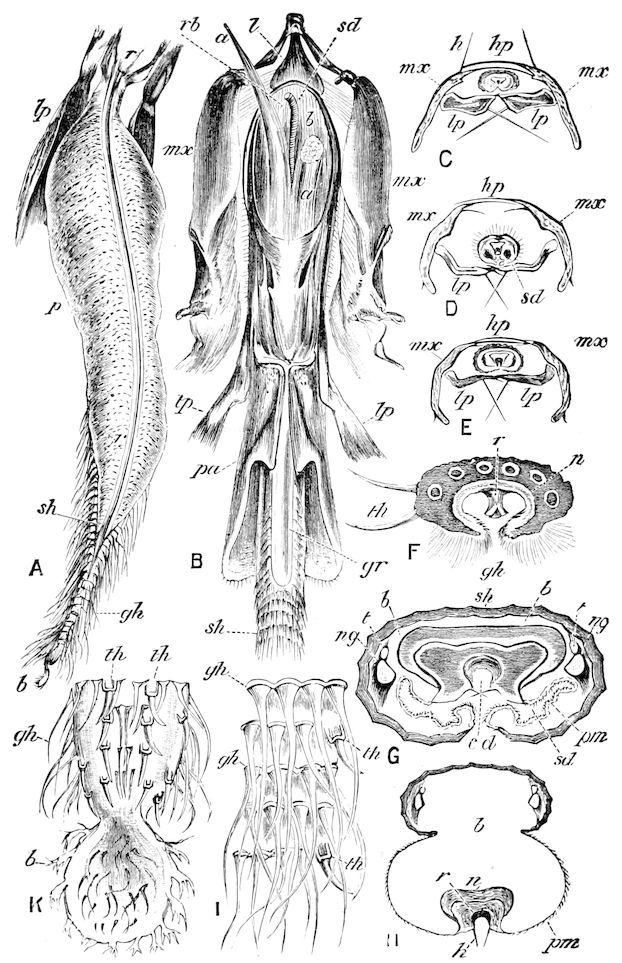 r
lp
p
sh
A
gh
b
rb
a
l
sd
mx
b
a
mx
lp
lp
pa
B
gr
sh
h hp
mx mx
lp lp
C
hp
mx mx
lp sd
D
hp
mx mx
lp lp
E
r n
th
F
gh
sh
b b
t t
ng ng
pm
cd sd
G
th th
gh
b
K
gh
th
gh
th
I
b
r n
h pm
H